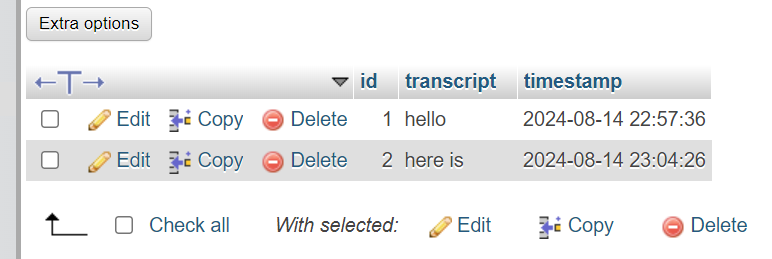 Extra options
id transcript timestamp
Edit Copy Delete 1 hello 2024-08-14 22:57:36
Edit Copy Delete 2 here is 2024-08-14 23:04:26
Check all With selected: Edit Copy Delete